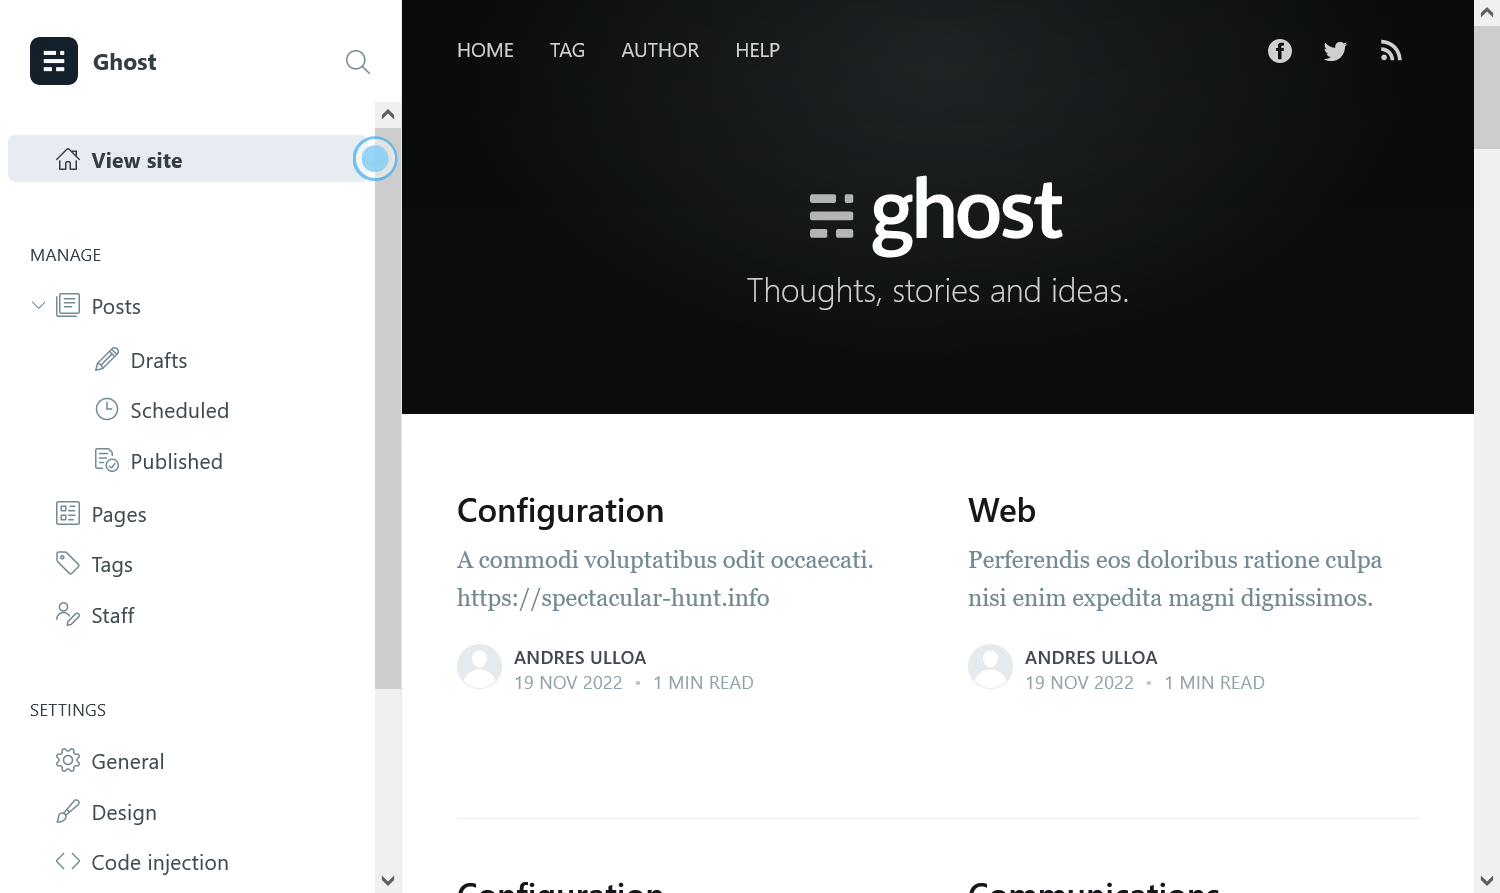 Ghost
View site
MANAGE
Posts
Drafts
Scheduled
Published
Pages
Tags
Staff
SETTINGS
General
Design
Code injection
HOME TAG AUTHOR HELP
ghost
Thoughts, stories and ideas.
Configuration
A commodi voluptatibus odit occaecati.
https://spectacular-hunt.info
ANDRES ULLOA
19 NOV 2022 • 1 MIN READ
Web
Perferendis eos doloribus ratione culpa
nisi enim expedita magni dignissimos.
ANDRES ULLOA
19 NOV 2022 • 1 MIN READ
Configuration
Communications